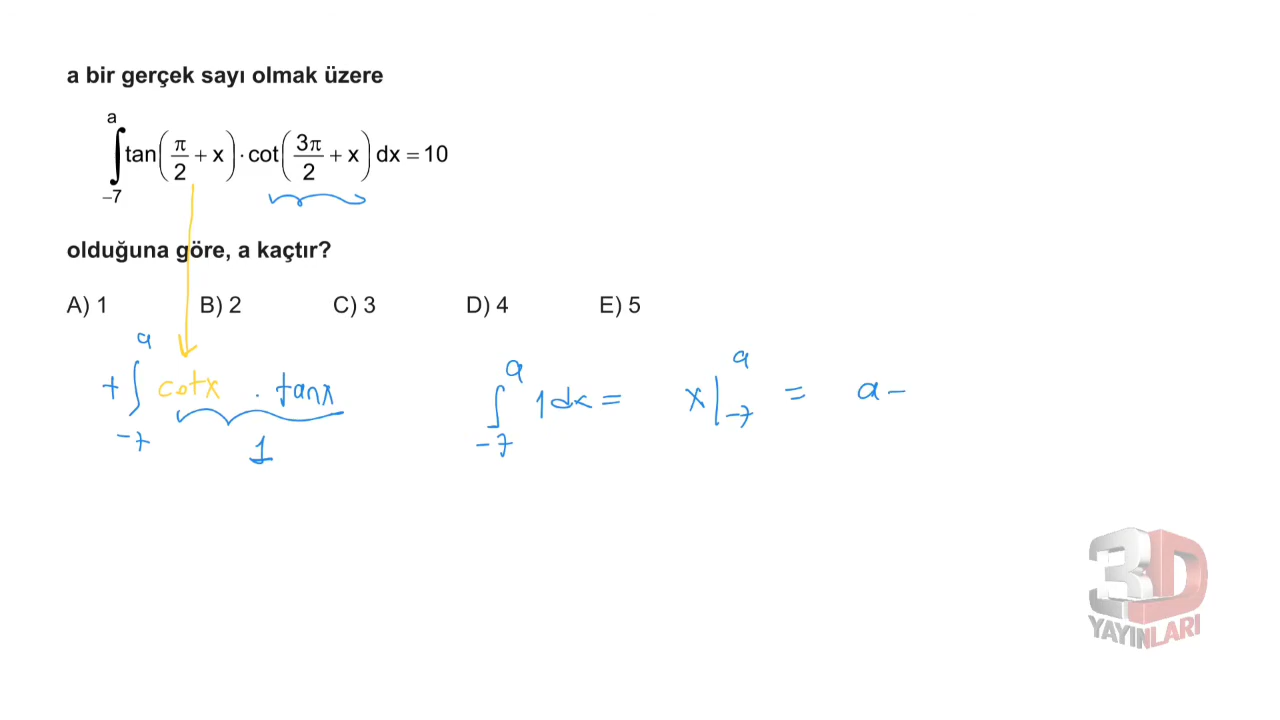 a bir gerçek sayı olmak üzere
a
∫tan(π/2 + x) · cot(3π/2 + x) dx = 10
–7
olduğuna göre, a kaçtır?
A) 1 B) 2 C) 3 D) 4 E) 5
+∫ᵃ₋₇ cotx . tanx
1
∫ᵃ₋₇ 1dx = x|ᵃ₋₇ = a –
3D
YAYINLARI